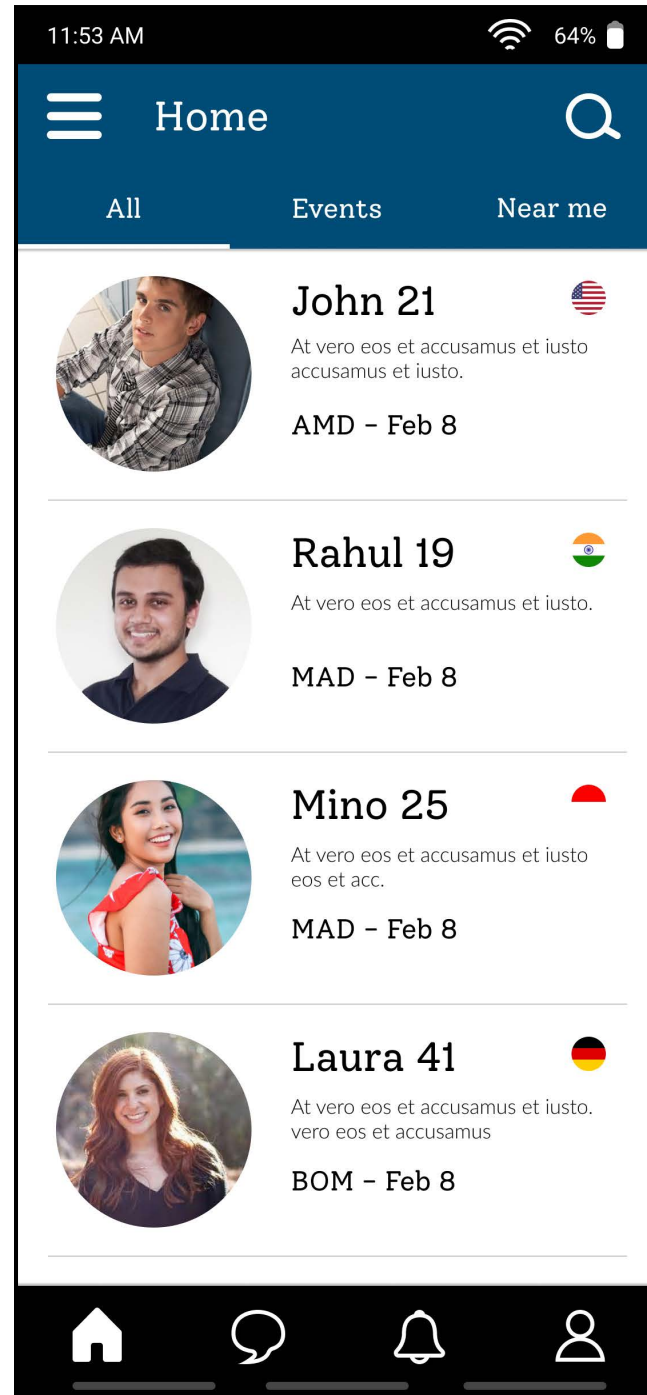 11:53 AM 64%
Home
All Events Near me
John 21
At vero eos et accusamus et iusto
accusamus et iusto.
AMD – Feb 8
Rahul 19
At vero eos et accusamus et iusto.
MAD – Feb 8
Mino 25
At vero eos et accusamus et iusto
eos et acc.
MAD – Feb 8
Laura 41
At vero eos et accusamus et iusto.
vero eos et accusamus
BOM – Feb 8